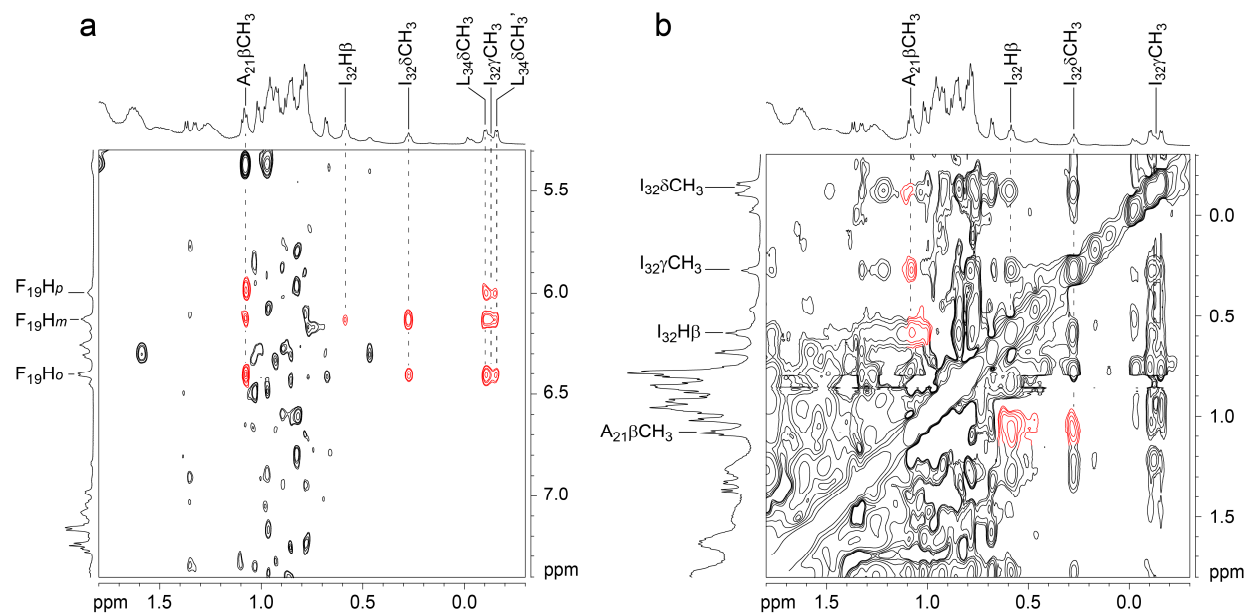 a
A₂₁βCH₃
I₃₂Hβ
I₃₂δCH₃
L₃₄δCH₃
I₃₂γCH₃
L₃₄δCH₃'
F₁₉Hp
F₁₉Hm
F₁₉Ho
5.5
6.0
6.5
7.0
ppm
ppm 1.5 1.0 0.5 0.0
b
A₂₁βCH₃
I₃₂Hβ
I₃₂δCH₃
I₃₂γCH₃
I₃₂δCH₃
I₃₂γCH₃
I₃₂Hβ
A₂₁βCH₃
0.0
0.5
1.0
1.5
ppm
ppm 1.5 1.0 0.5 0.0